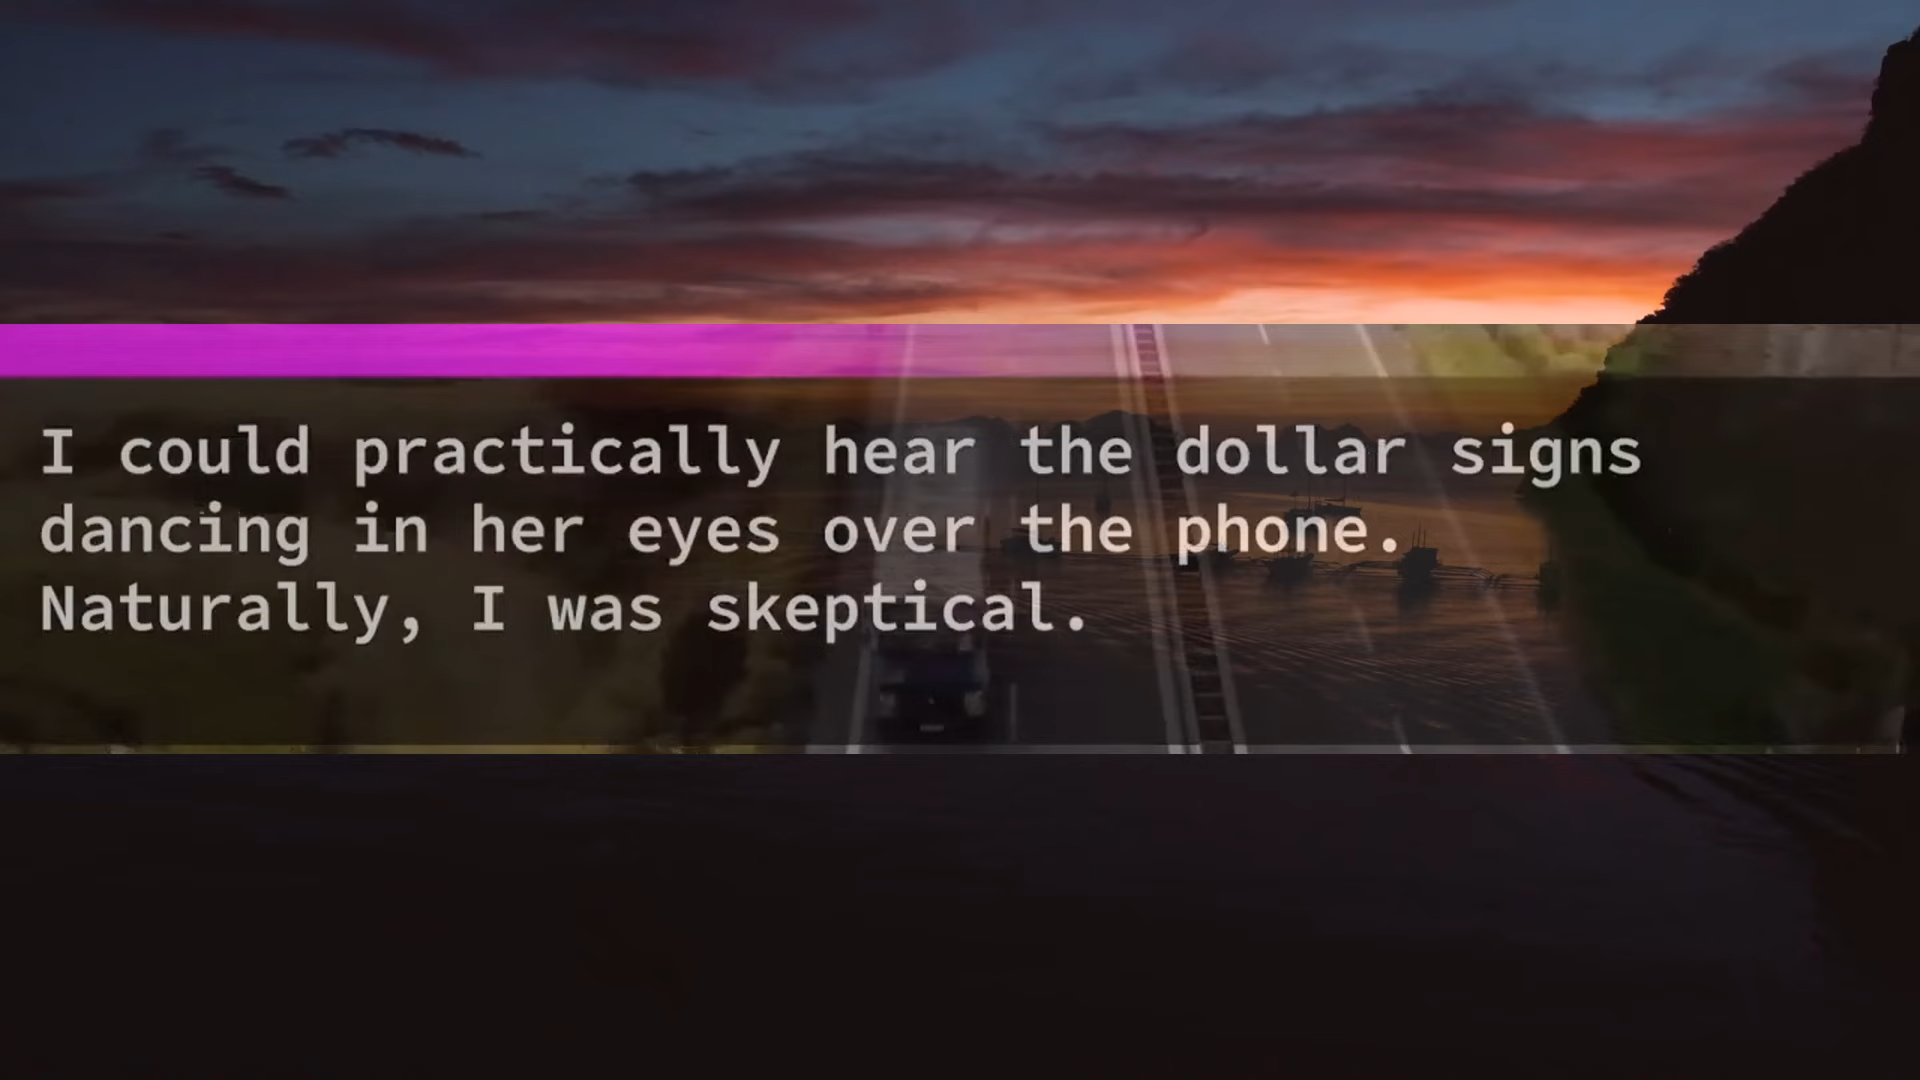 I could practically hear the dollar signs
dancing in her eyes over the phone.
Naturally, I was skeptical.